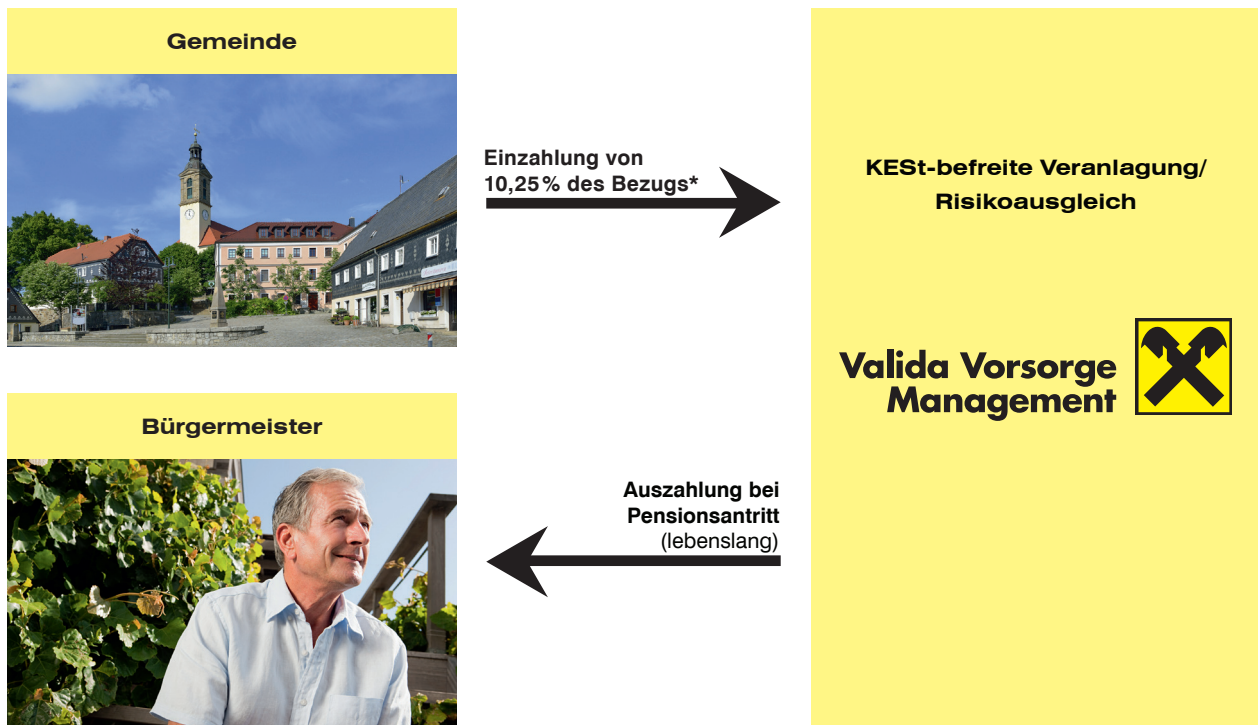 Gemeinde
Einzahlung von
10,25 % des Bezugs*
KESt-befreite Veranlagung/
Risikoausgleich
Valida Vorsorge
Management
Bürgermeister
Auszahlung bei
Pensionsantritt
(lebenslang)